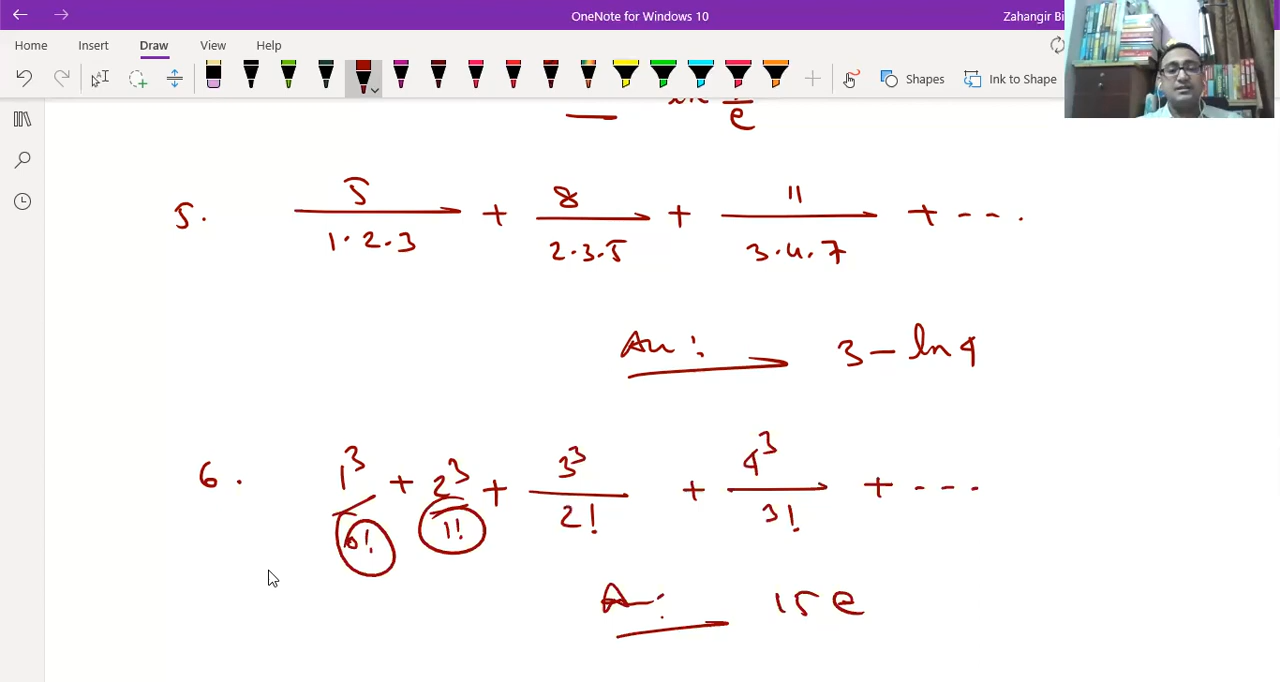 OneNote for Windows 10
Zahangir Bi
Home Insert Draw View Help
Shapes Ink to Shape
e
5. 5/1·2·3 + 8/2·3·5 + 11/3·4·7 + ---.
An: 3 - ln 4
6. 1³/0! + 2³/1! + 3³/2! + 4³/3! + ---
An: 15 e